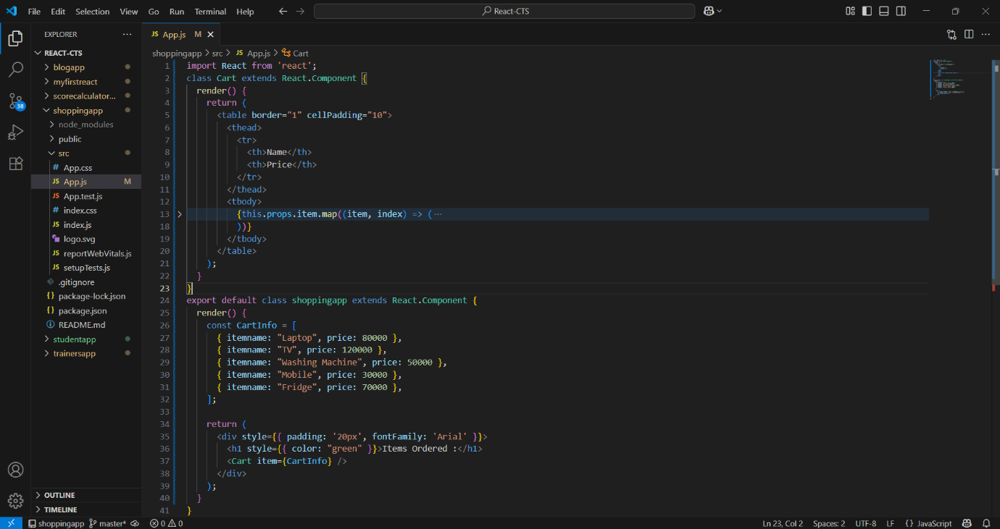 File Edit Selection View Go Run Terminal Help
React-CTS
EXPLORER
JS App.js M
REACT-CTS
blogapp
myfirstreact
scorecalculator...
shoppingapp
node_modules
public
src
# App.css
JS App.js M
JS App.test.js
# index.css
JS index.js
logo.svg
JS reportWebVitals.js
JS setupTests.js
.gitignore
{} package-lock.json
{} package.json
README.md
studentapp
trainersapp
OUTLINE
TIMELINE
38
shoppingapp > src > JS App.js > Cart
1 import React from 'react';
2 class Cart extends React.Component {
3 render() {
4 return (
5 <table border="1" cellPadding="10">
6 <thead>
7 <tr>
8 <th>Name</th>
9 <th>Price</th>
10 </tr>
11 </thead>
12 <tbody>
13 {this.props.item.map((item, index) => ( ...
18 ))}
19 </tbody>
20 </table>
21 );
22 }
23 }
24 export default class shoppingapp extends React.Component {
25 render() {
26 const CartInfo = [
27 { itemname: "Laptop", price: 80000 },
28 { itemname: "TV", price: 120000 },
29 { itemname: "Washing Machine", price: 50000 },
30 { itemname: "Mobile", price: 30000 },
31 { itemname: "Fridge", price: 70000 },
32 ];
33
34 return (
35 <div style={{ padding: '20px', fontFamily: 'Arial' }}>
36 <h1 style={{ color: "green" }}>Items Ordered :</h1>
37 <Cart item={CartInfo} />
38 </div>
39 );
40 }
41 }
shoppingapp master* 0 0 Ln 23, Col 2 Spaces: 2 UTF-8 LF {} JavaScript